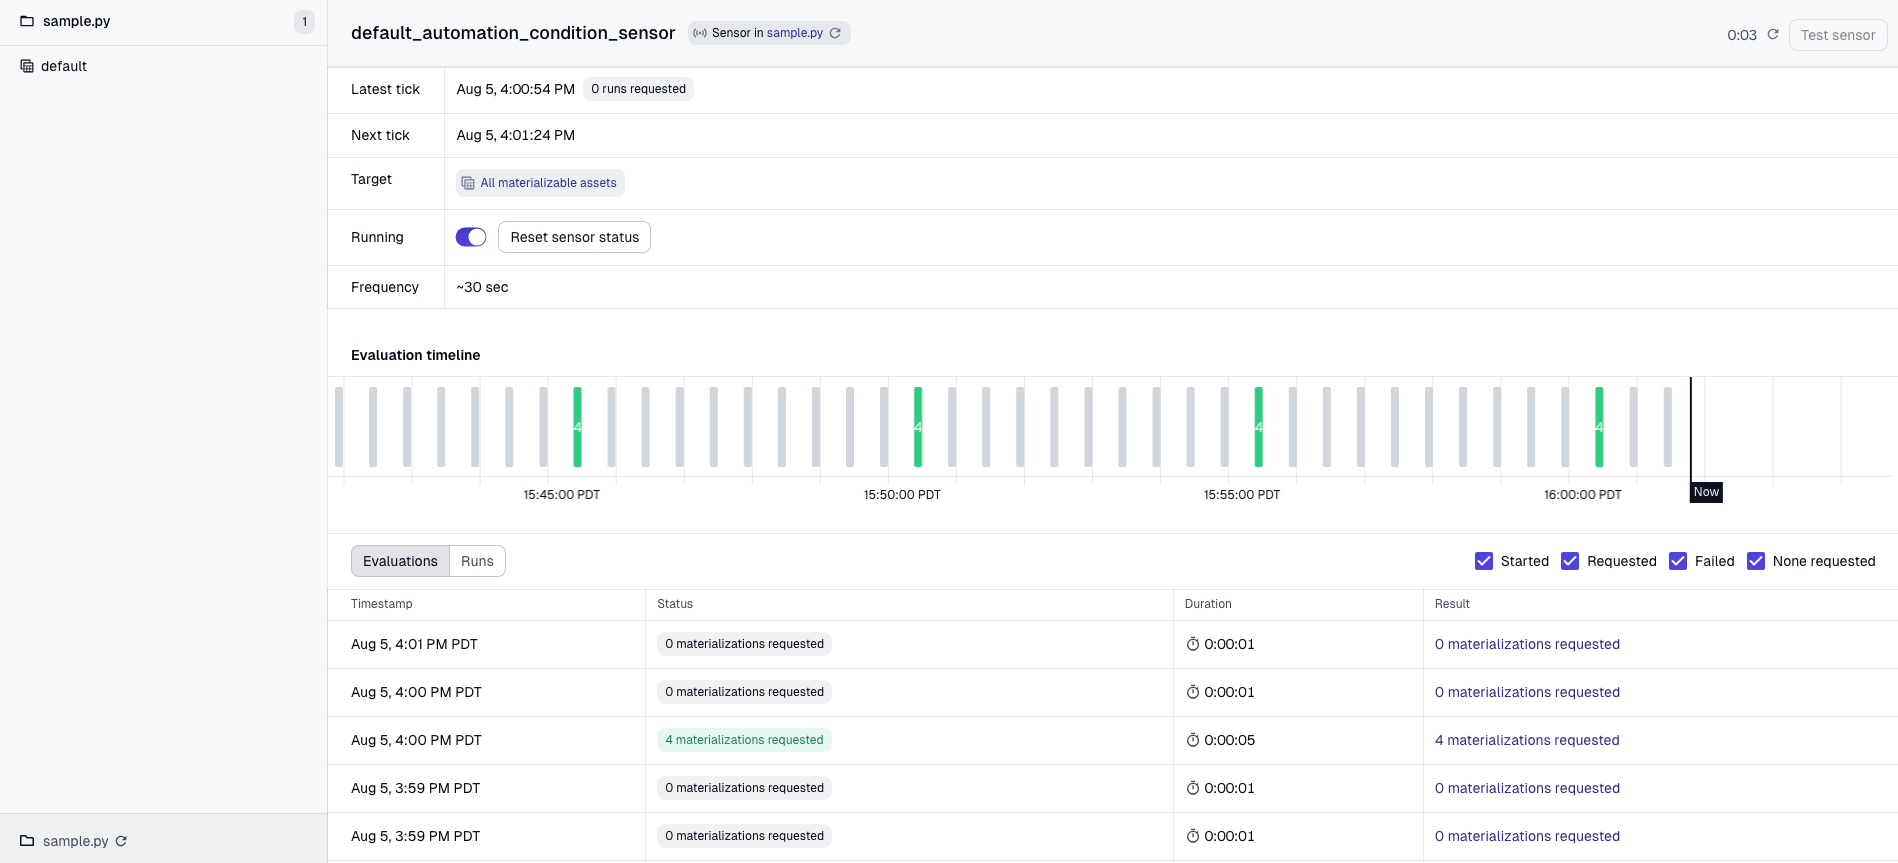 sample.py 1
default
default_automation_condition_sensor Sensor in sample.py 0:03 Test sensor
Latest tick Aug 5, 4:00:54 PM 0 runs requested
Next tick Aug 5, 4:01:24 PM
Target All materializable assets
Running Reset sensor status
Frequency ~30 sec
Evaluation timeline
4 4 4 4
15:45:00 PDT 15:50:00 PDT 15:55:00 PDT 16:00:00 PDT Now
Evaluations Runs Started Requested Failed None requested
Timestamp Status Duration Result
Aug 5, 4:01 PM PDT 0 materializations requested 0:00:01 0 materializations requested
Aug 5, 4:00 PM PDT 0 materializations requested 0:00:01 0 materializations requested
Aug 5, 4:00 PM PDT 4 materializations requested 0:00:05 4 materializations requested
Aug 5, 3:59 PM PDT 0 materializations requested 0:00:01 0 materializations requested
Aug 5, 3:59 PM PDT 0 materializations requested 0:00:01 0 materializations requested
sample.py